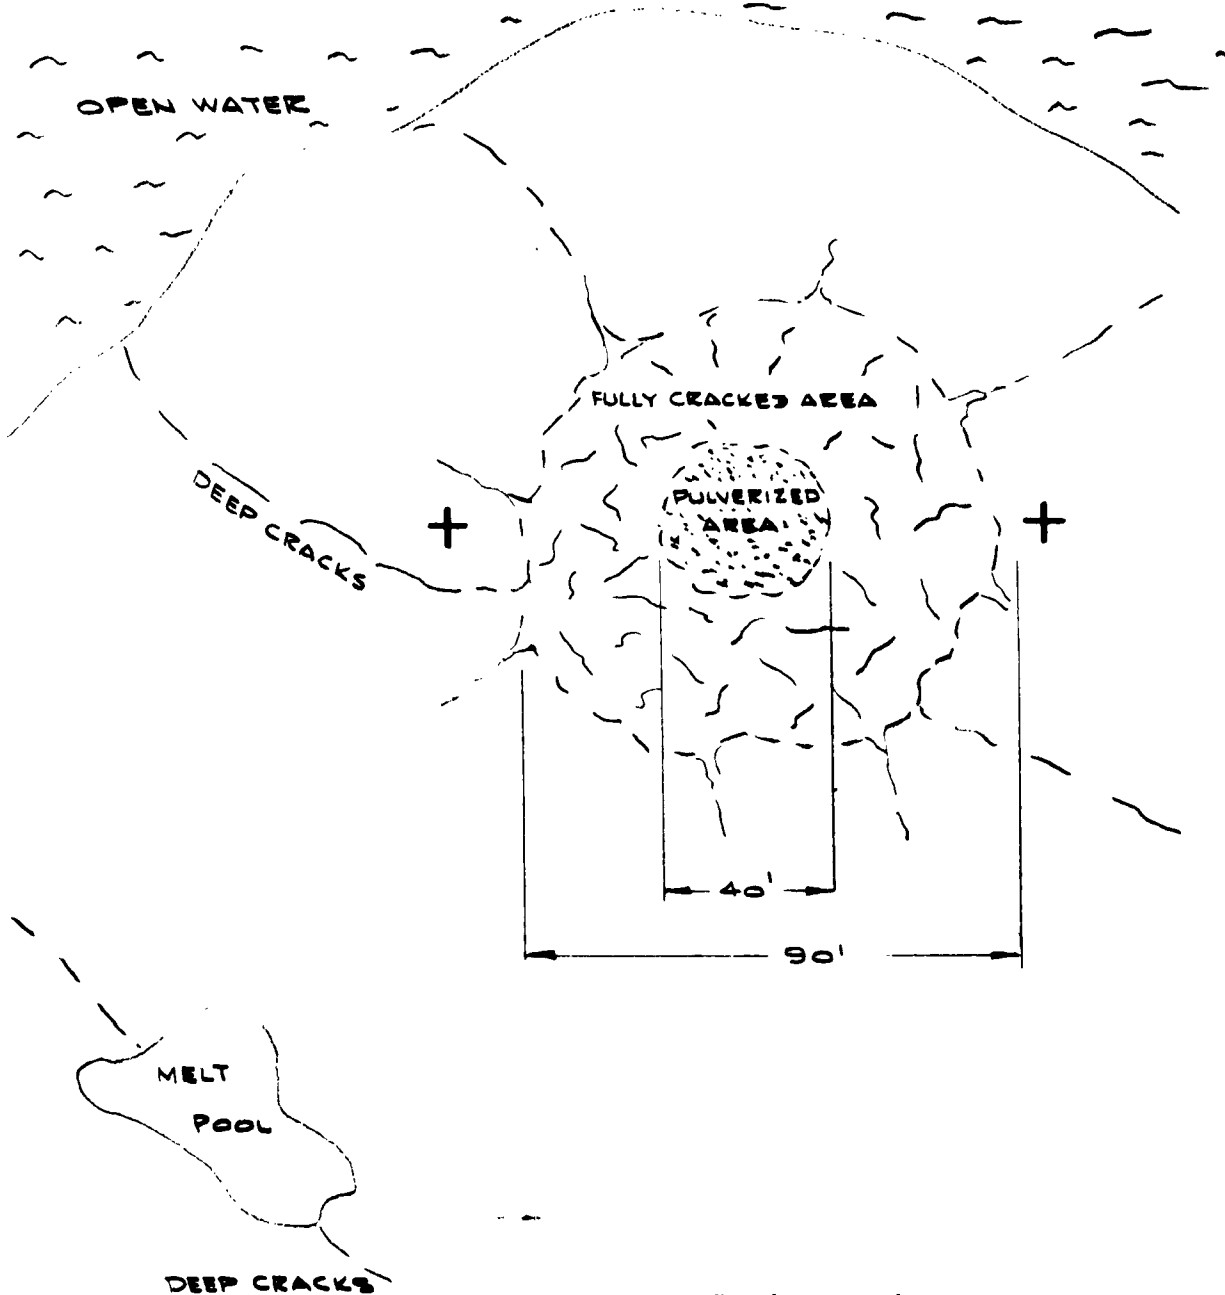 OPEN WATER
FULLY CRACKED AREA
DEEP CRACKS
PULVERIZED
AREA
40'
90'
MELT
POOL
DEEP CRACKS